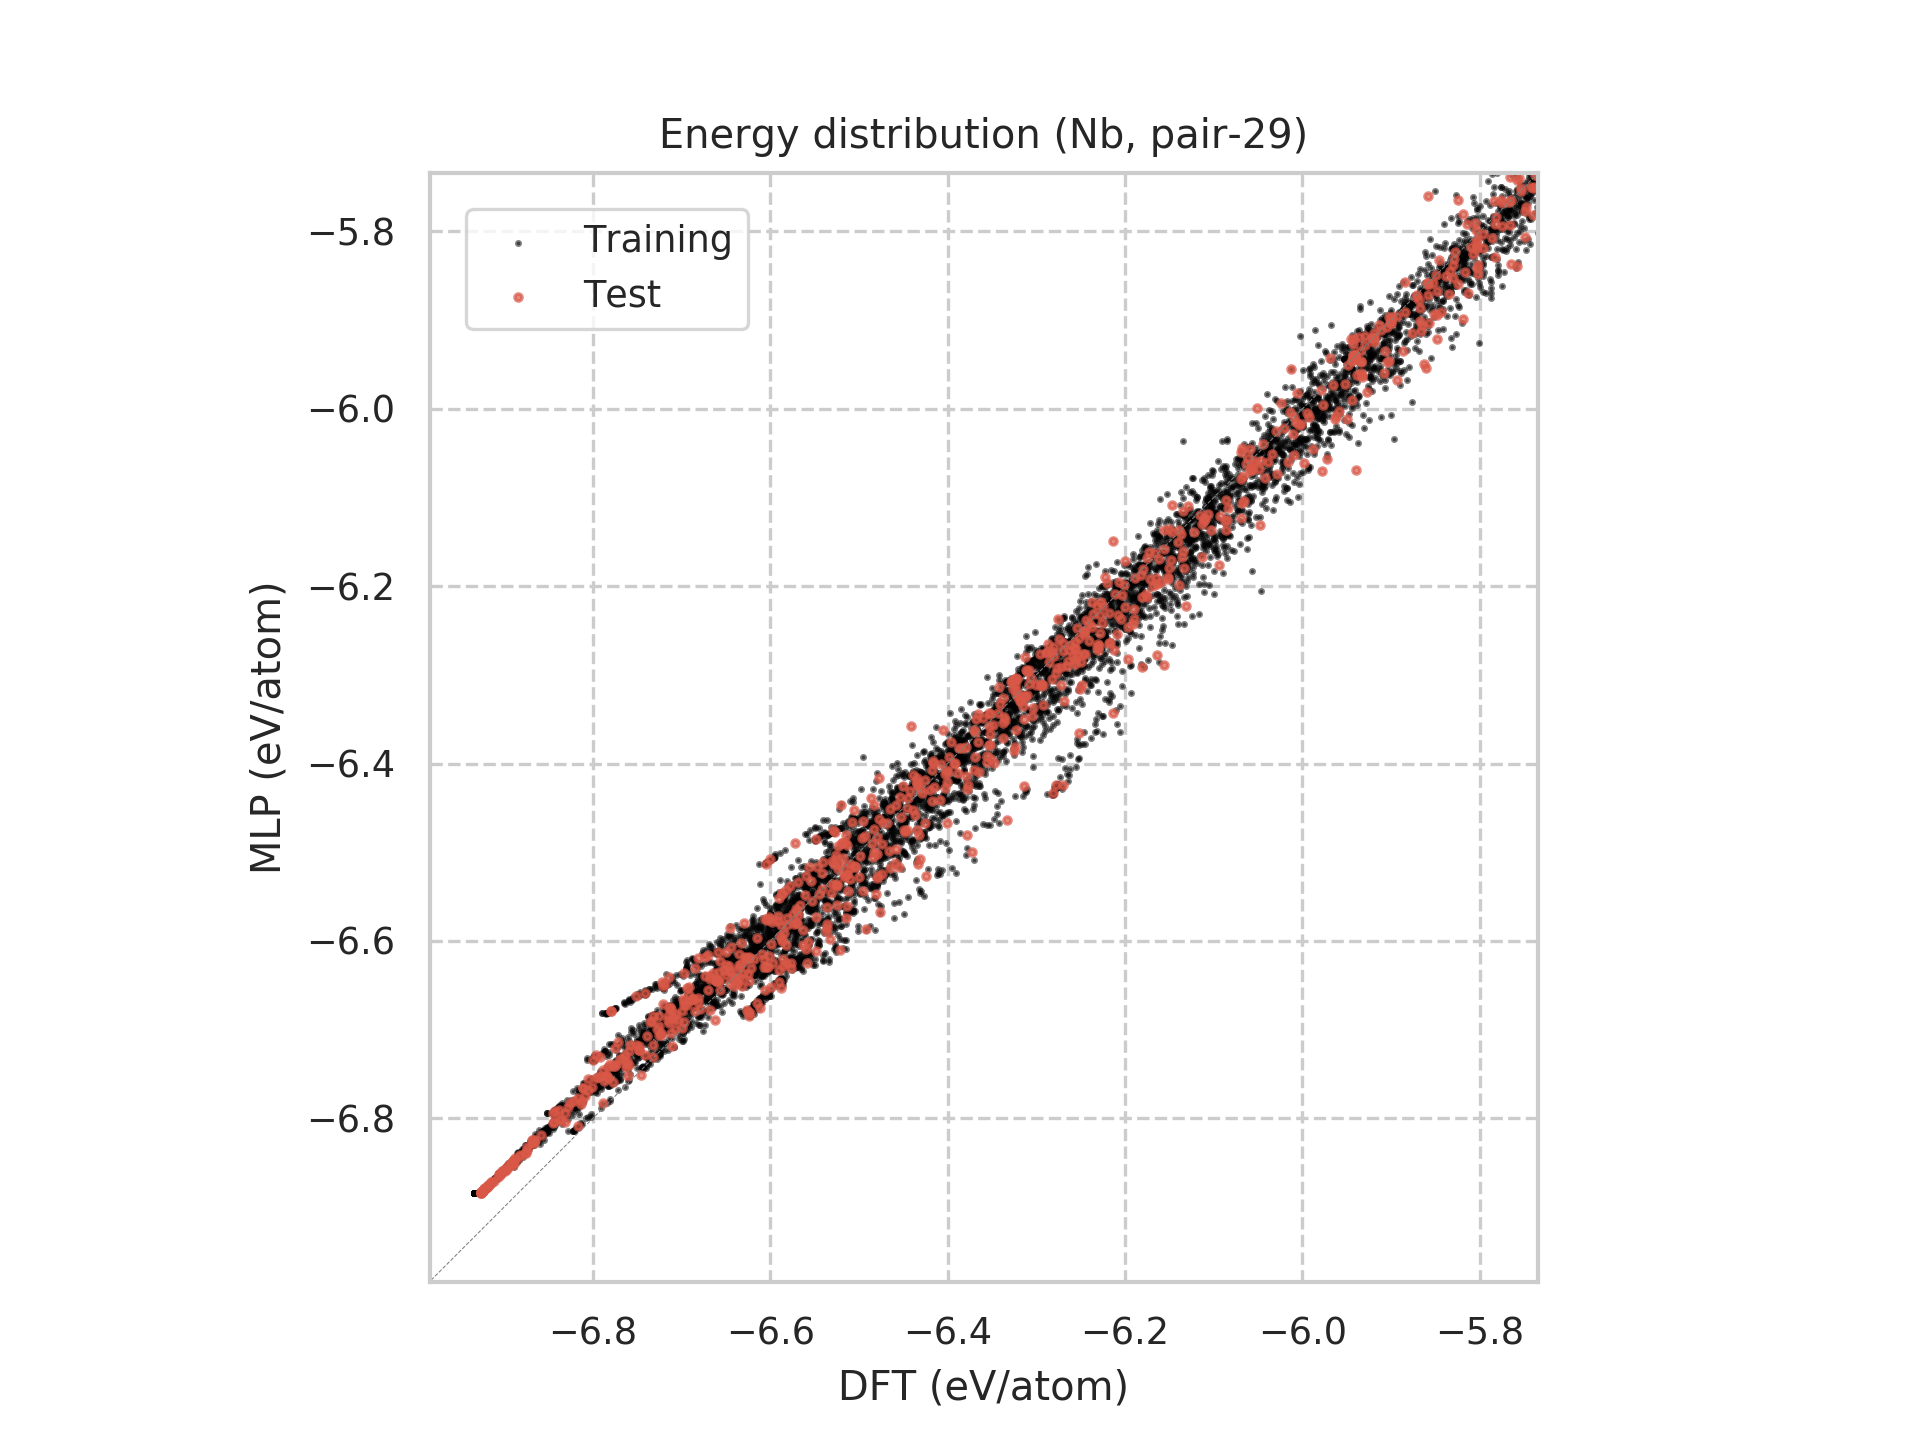 Energy distribution (Nb, pair-29)
Training
Test
MLP (eV/atom)
−5.8
−6.0
−6.2
−6.4
−6.6
−6.8
−6.8 −6.6 −6.4 −6.2 −6.0 −5.8
DFT (eV/atom)